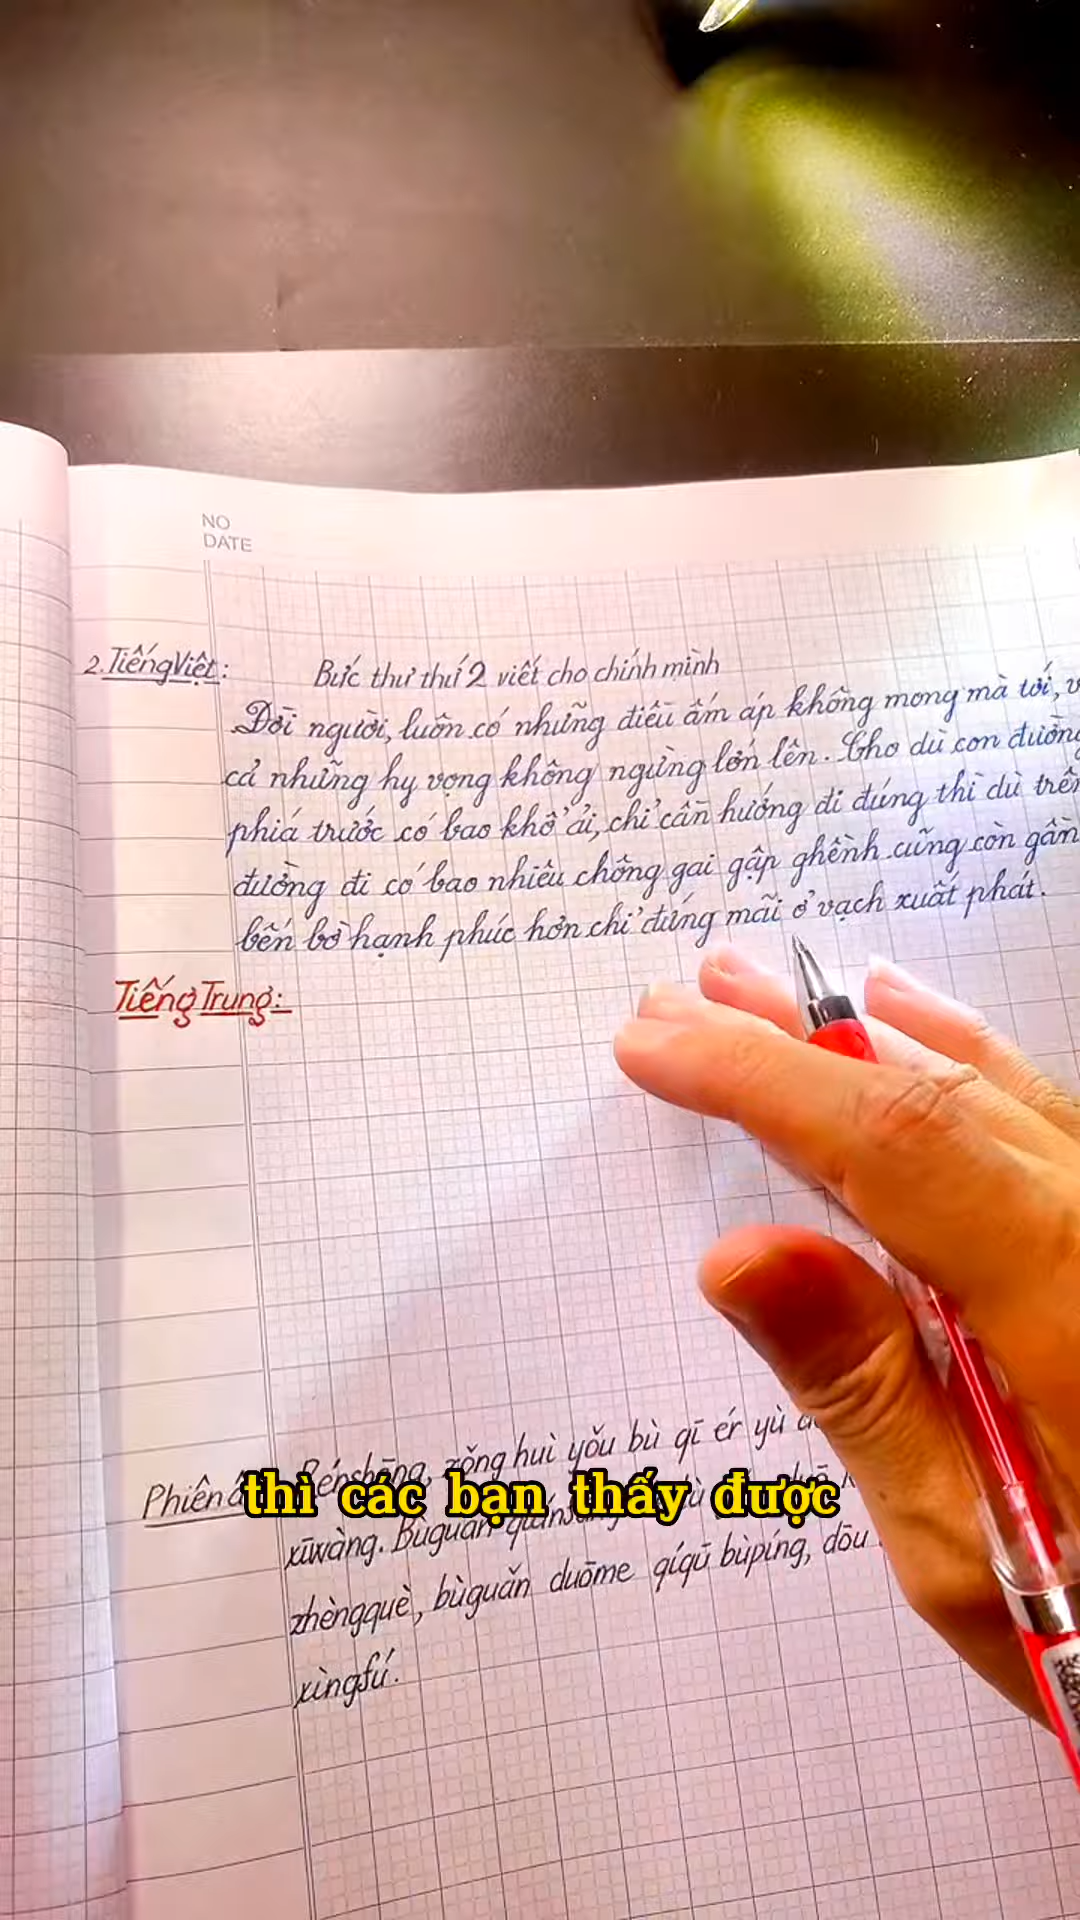 NO
DATE
2. Tiếng Việt:
Bức thư thứ 2 viết cho chính mình
Đời người, luôn có những điều ấm áp không mong mà tới, v
cả những hy vọng không ngừng lớn lên. Cho dù con đường
phía trước có bao khổ ải, chỉ cần hướng đi đúng thì dù trên
đường đi có bao nhiêu chông gai gập ghềnh cũng còn gần
bến bờ hạnh phúc hơn chỉ đứng mãi ở vạch xuất phát.
Tiếng Trung:
Phiên
Rénshēng, zǒng huì yǒu bù qī ér yù
xīwàng. Bùguǎn
zhèngquè, bùguǎn duōme qíqū bùpíng, dōu
xìngfú.
thì các bạn thấy được